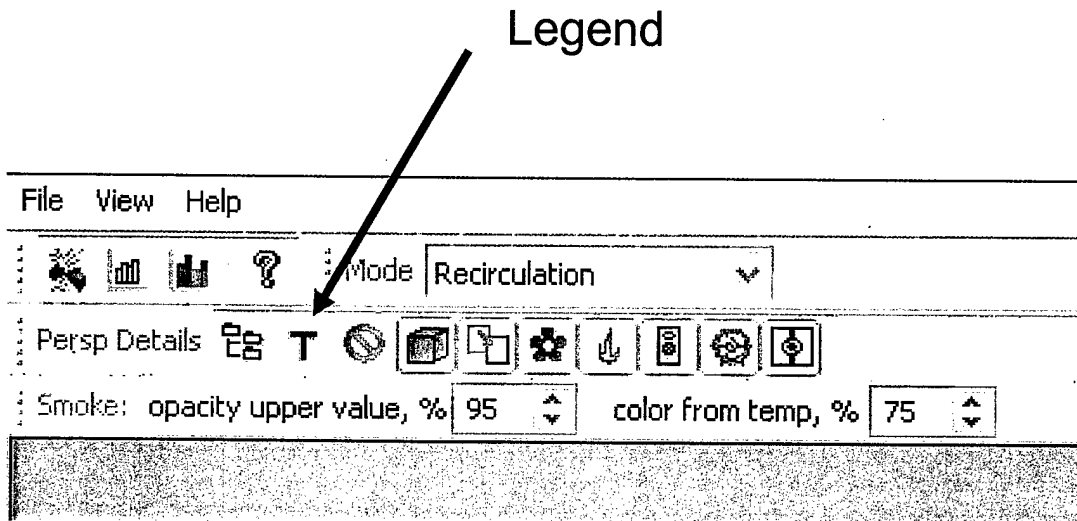 Legend
File View Help
Mode Recirculation
Persp Details T
Smoke: opacity upper value, % 95 color from temp, % 75